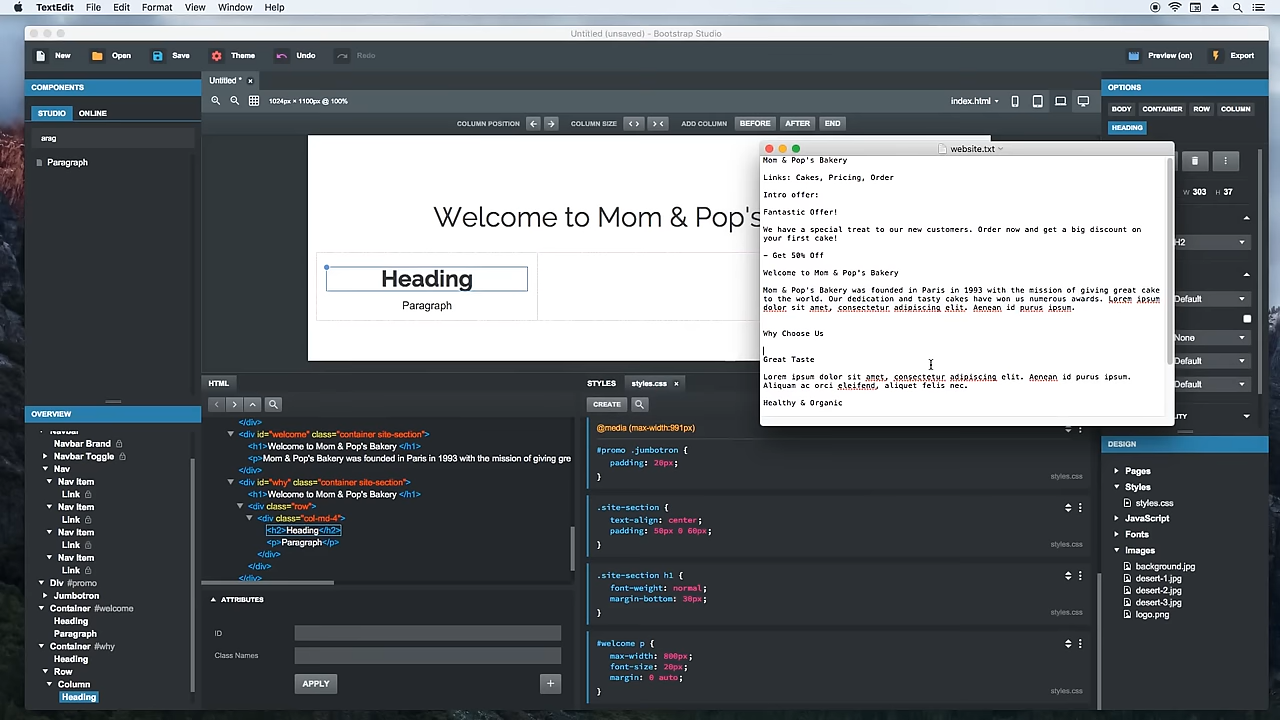 TextEdit File Edit Format View Window Help
Untitled (unsaved) - Bootstrap Studio
New Open Save Theme Undo Redo Preview (on) Export
COMPONENTS
STUDIO ONLINE
arag
Paragraph
Untitled *
1024px × 1100px @ 100%
index.html
COLUMN POSITION COLUMN SIZE ADD COLUMN BEFORE AFTER END
Welcome to Mom & Pop's
Heading
Paragraph
website.txt
Mom & Pop's Bakery
Links: Cakes, Pricing, Order
Intro offer:
Fantastic Offer!
We have a special treat to our new customers. Order now and get a big discount on
your first cake!
- Get 50% Off
Welcome to Mom & Pop's Bakery
Mom & Pop's Bakery was founded in Paris in 1993 with the mission of giving great cake
to the world. Our dedication and tasty cakes have won us numerous awards. Lorem ipsum
dolor sit amet, consectetur adipiscing elit. Aenean id purus ipsum.
Why Choose Us
Great Taste
Lorem ipsum dolor sit amet, consectetur adipiscing elit. Aenean id purus ipsum.
Aliquam ac orci eleifend, aliquet felis nec.
Healthy & Organic
OPTIONS
BODY CONTAINER ROW COLUMN
HEADING
W 303 H 37
H2
Default
None
Default
Default
OVERVIEW
Navbar
Navbar Brand
Navbar Toggle
Nav
Nav Item
Link
Nav Item
Link
Nav Item
Link
Nav Item
Link
Div #promo
Jumbotron
Container #welcome
Heading
Paragraph
Container #why
Heading
Row
Column
Heading
HTML
</div>
<div id="welcome" class="container site-section">
<h1>Welcome to Mom & Pop's Bakery </h1>
<p>Mom & Pop's Bakery was founded in Paris in 1993 with the mission of giving gre
</div>
<div id="why" class="container site-section">
<h1>Welcome to Mom & Pop's Bakery </h1>
<div class="row">
<div class="col-md-4">
<h2>Heading</h2>
<p>Paragraph</p>
</div>
</div>
</div>
ATTRIBUTES
ID
Class Names
APPLY +
STYLES styles.css ×
CREATE
@media (max-width:991px)
#promo .jumbotron {
padding: 20px;
}
styles.css
.site-section {
text-align: center;
padding: 50px 0 60px;
}
styles.css
.site-section h1 {
font-weight: normal;
margin-bottom: 30px;
}
styles.css
#welcome p {
max-width: 800px;
font-size: 20px;
margin: 0 auto;
}
styles.css
DESIGN
Pages
Styles
styles.css
JavaScript
Fonts
Images
background.jpg
desert-1.jpg
desert-2.jpg
desert-3.jpg
logo.png